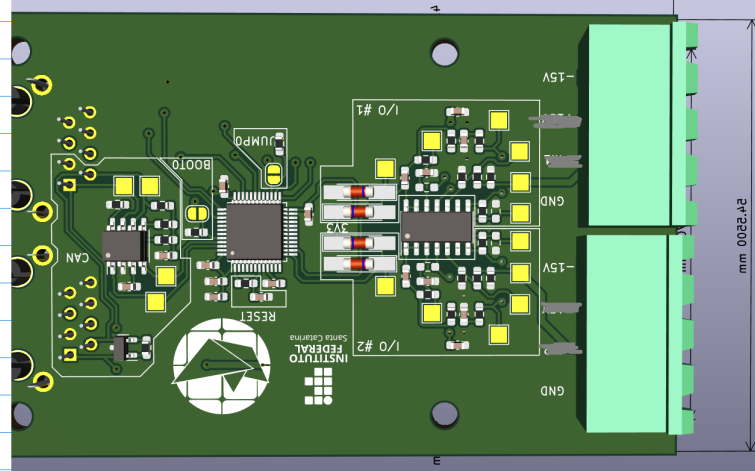 -15V
I/O #1
JUMP0
BOOT0
GND
3V3
CAN
-15V
54.5500 mm
RESET
INSTITUTO
FEDERAL
Santa Catarina
I/O #2
GND